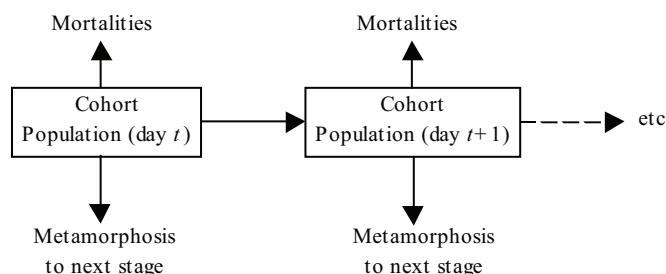 Mortalities
Mortalities
Cohort
Population (day t)
Cohort
Population (day t+1)
etc
Metamorphosis
to next stage
Metamorphosis
to next stage